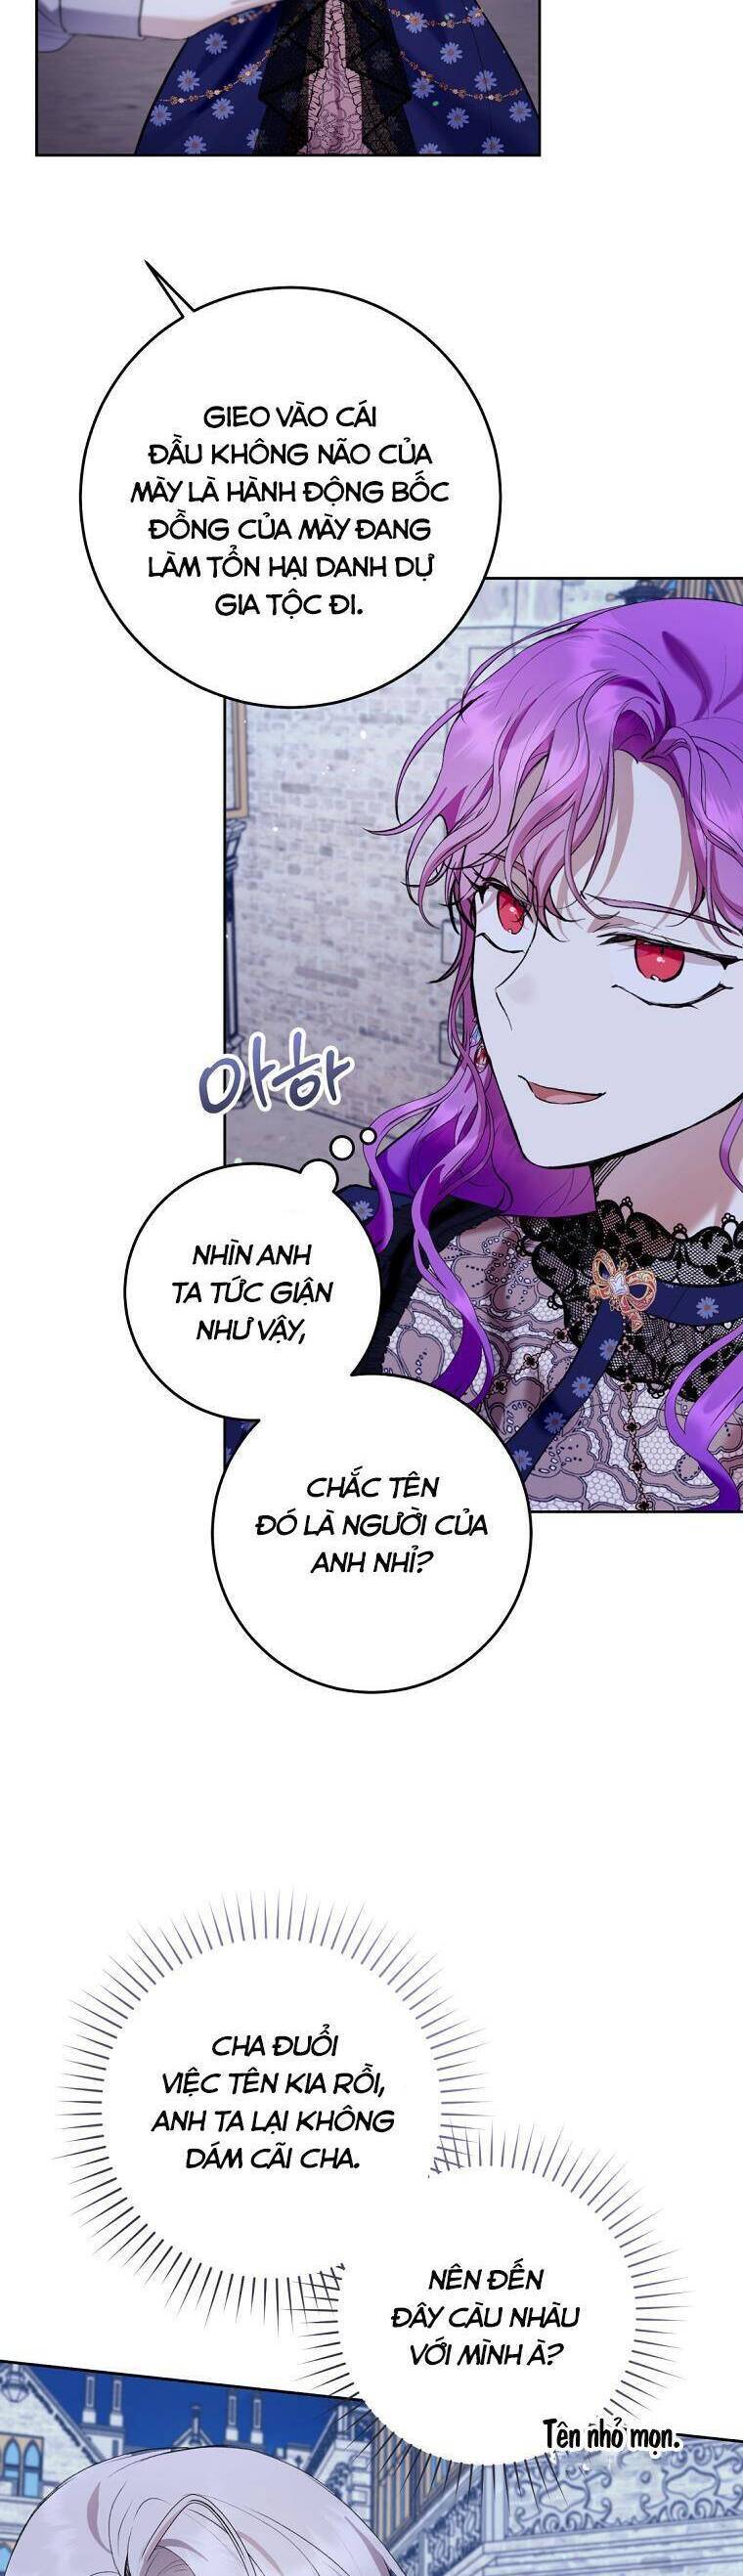 GIEO VÀO CÁI
ĐẦU KHÔNG NÃO CỦA
MÀY LÀ HÀNH ĐỘNG BỐC
ĐỒNG CỦA MÀY ĐANG
LÀM TỔN HẠI DANH DỰ
GIA TỘC ĐI.
아하
NHÌN ANH
TA TỨC GIẬN
NHƯ VẬY,
CHẮC TÊN
ĐÓ LÀ NGƯỜI CỦA
ANH NHỈ?
CHA ĐUỔI
VIỆC TÊN KIA RỒI,
ANH TA LẠI KHÔNG
DÁM CÃI CHA.
NÊN ĐẾN
ĐÂY CÀU NHÀU
VỚI MÌNH À?
Tên nhỏ mọn.